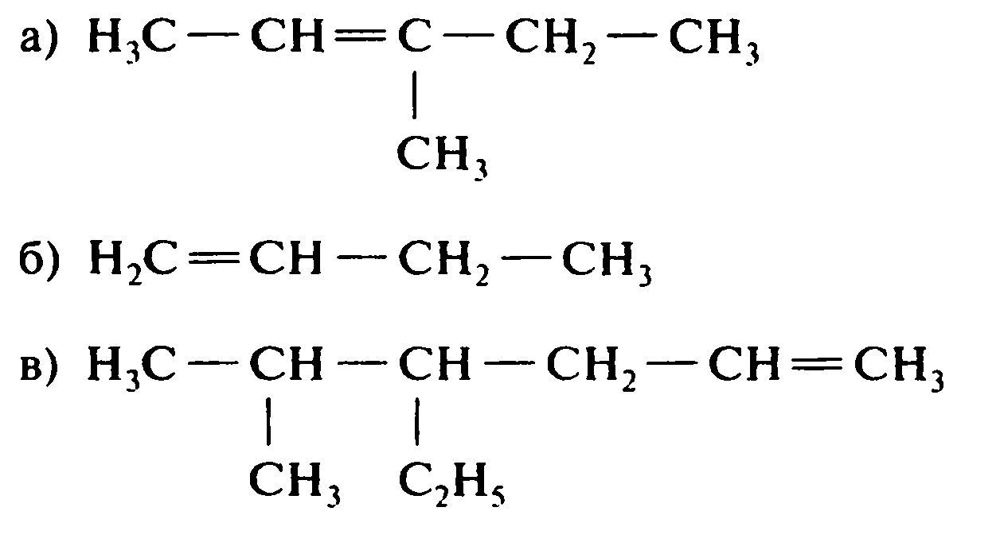 а) H₃C — CH = C — CH₂ — CH₃
|
CH₃
б) H₂C = CH — CH₂ — CH₃
в) H₃C — CH — CH — CH₂ — CH = CH₃
| |
CH₃ C₂H₅